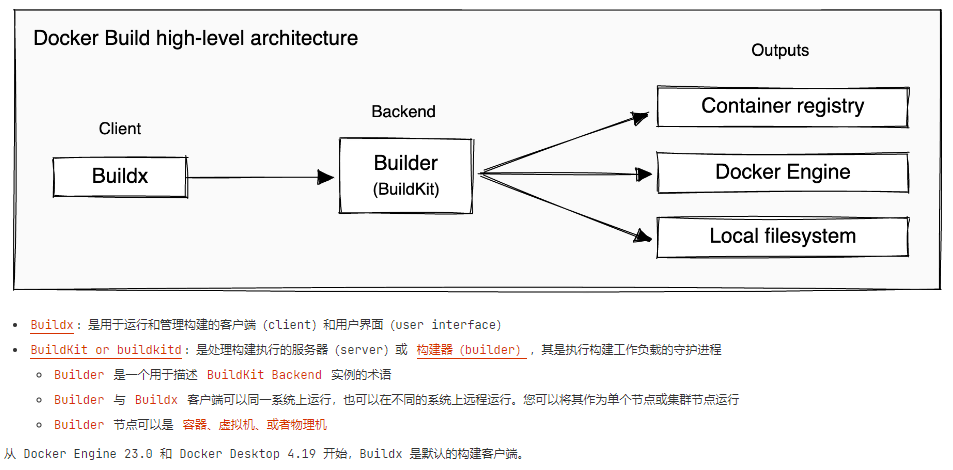 Docker Build high-level architecture
Outputs
Container registry
Backend
Client
Builder
(BuildKit)
Buildx
Docker Engine
Local filesystem
Buildx：是用于运行和管理构建的客户端（client）和用户界面（user interface）
BuildKit or buildkitd：是处理构建执行的服务器（server）或 构建器（builder），其是执行构建工作负载的守护进程
Builder 是一个用于描述 BuildKit Backend 实例的术语
Builder 与 Buildx 客户端可以同一系统上运行，也可以在不同的系统上远程运行。您可以将其作为单个节点或集群节点运行
Builder 节点可以是 容器、虚拟机、或者物理机
从 Docker Engine 23.0 和 Docker Desktop 4.19 开始，Buildx 是默认的构建客户端。